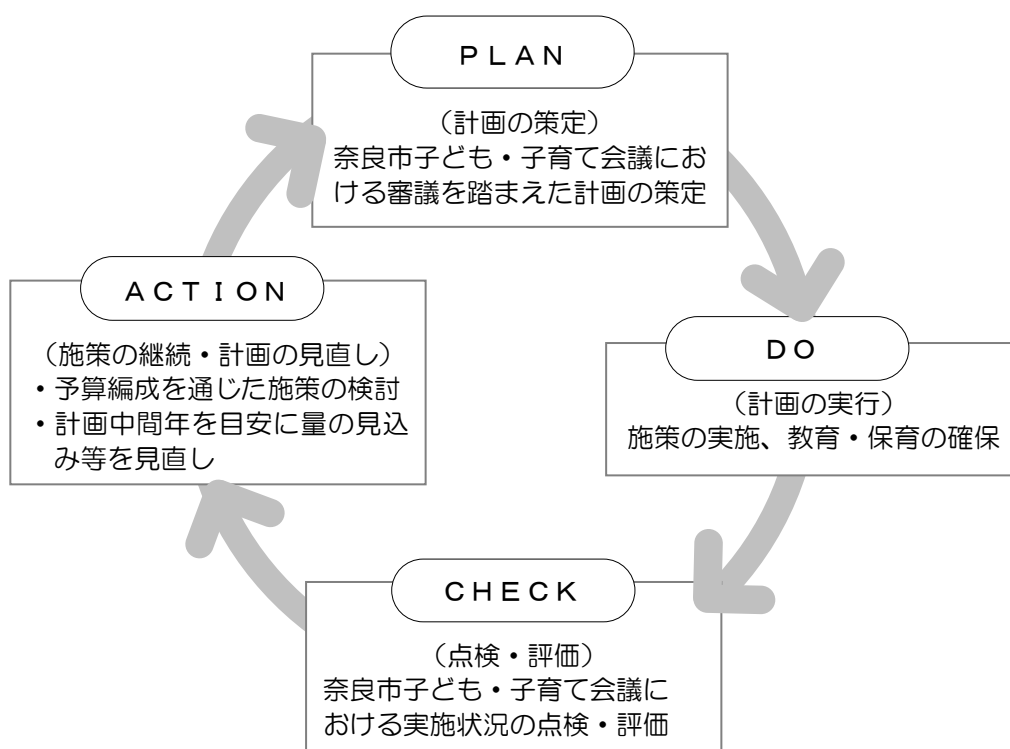 ＰＬＡＮ
（計画の策定）
奈良市子ども・子育て会議にお
ける審議を踏まえた計画の策定
ＤＯ
（計画の実行）
施策の実施、教育・保育の確保
ＣＨＥＣＫ
（点検・評価）
奈良市子ども・子育て会議に
おける実施状況の点検・評価
ＡＣＴＩＯＮ
（施策の継続・計画の見直し）
・予算編成を通じた施策の検討
・計画中間年を目安に量の見込
み等を見直し